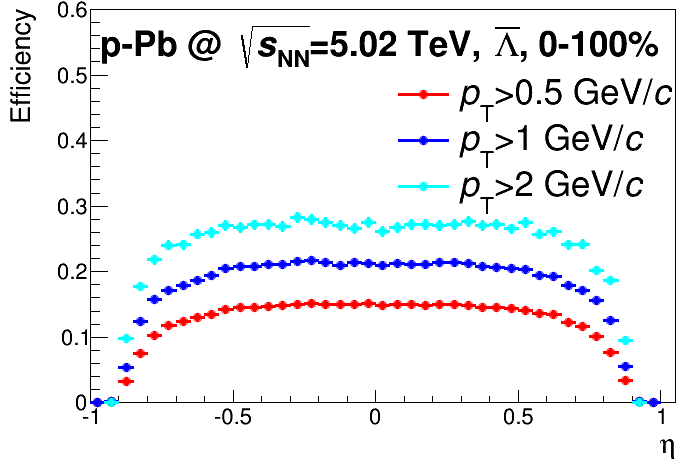 p-Pb @ √sNN=5.02 TeV, Λ̅, 0-100%
pT>0.5 GeV/c
pT>1 GeV/c
pT>2 GeV/c
Efficiency
0.6
0.5
0.4
0.3
0.2
0.1
0
-1 -0.5 0 0.5 1
η